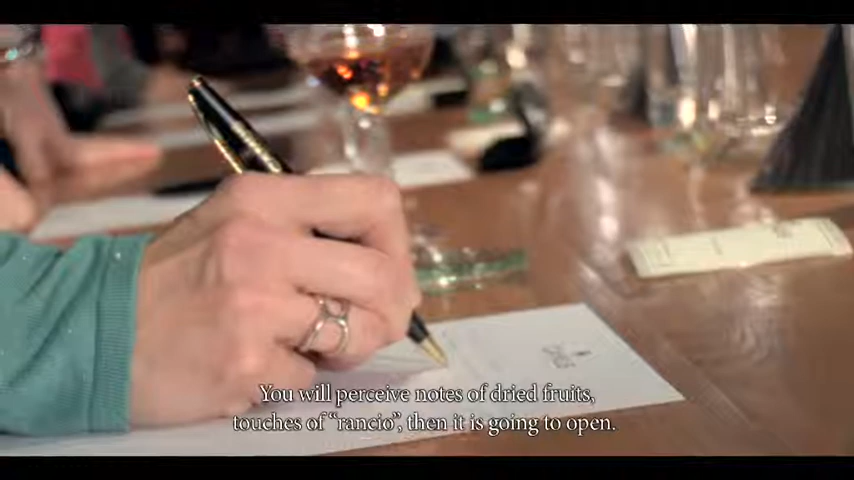 You will perceive notes of dried fruits,
touches of “rancio”, then it is going to open.